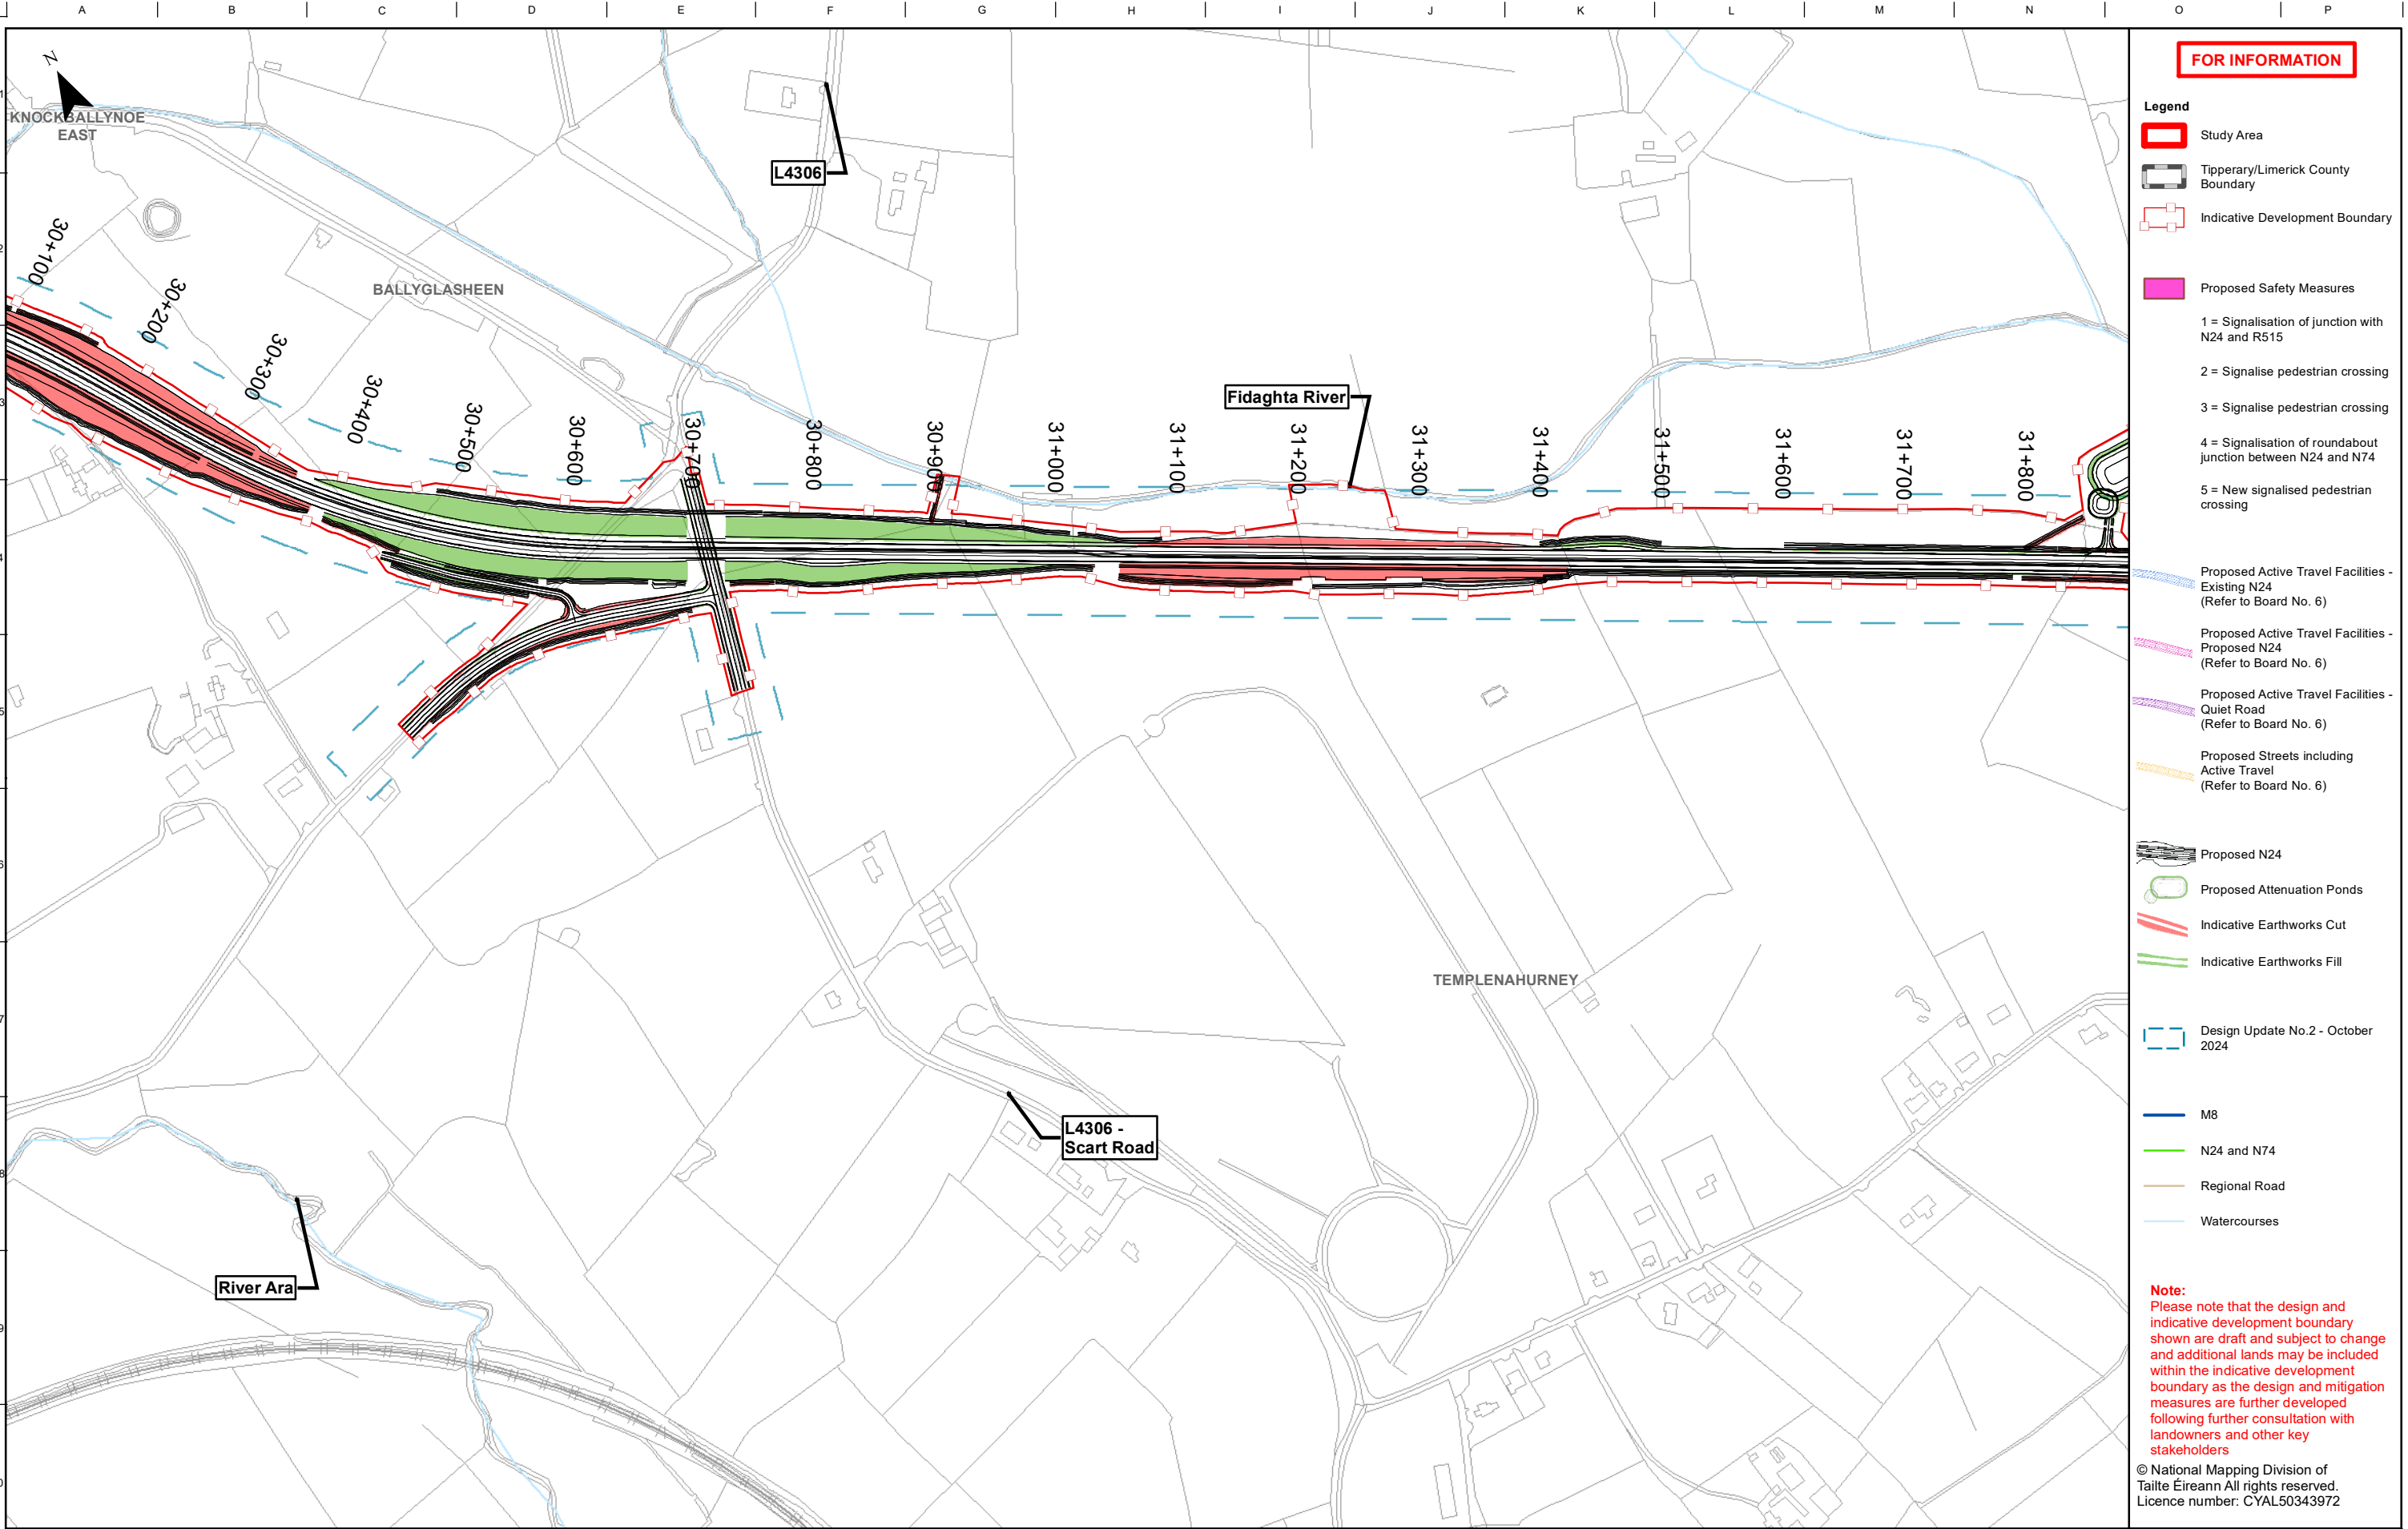 A B C D E F G H I J K L M N O P
1
2
3
4
5
6
7
8
9
0
N
KNOCKBALLYNOE
EAST
BALLYGLASHEEN
L4306
Fidaghta River
30+100
30+200
30+300
30+400
30+500
30+600
30+700
30+800
30+900
31+000
31+100
31+200
31+300
31+400
31+500
31+600
31+700
31+800
TEMPLENAHURNEY
L4306 -
Scart Road
River Ara
FOR INFORMATION
Legend
Study Area
Tipperary/Limerick County
Boundary
Indicative Development Boundary
Proposed Safety Measures
1 = Signalisation of junction with
N24 and R515
2 = Signalise pedestrian crossing
3 = Signalise pedestrian crossing
4 = Signalisation of roundabout
junction between N24 and N74
5 = New signalised pedestrian
crossing
Proposed Active Travel Facilities -
Existing N24
(Refer to Board No. 6)
Proposed Active Travel Facilities -
Proposed N24
(Refer to Board No. 6)
Proposed Active Travel Facilities -
Quiet Road
(Refer to Board No. 6)
Proposed Streets including
Active Travel
(Refer to Board No. 6)
Proposed N24
Proposed Attenuation Ponds
Indicative Earthworks Cut
Indicative Earthworks Fill
Design Update No.2 - October
2024
M8
N24 and N74
Regional Road
Watercourses
Note:
Please note that the design and
indicative development boundary
shown are draft and subject to change
and additional lands may be included
within the indicative development
boundary as the design and mitigation
measures are further developed
following further consultation with
landowners and other key
stakeholders
© National Mapping Division of
Tailte Éireann All rights reserved.
Licence number: CYAL50343972